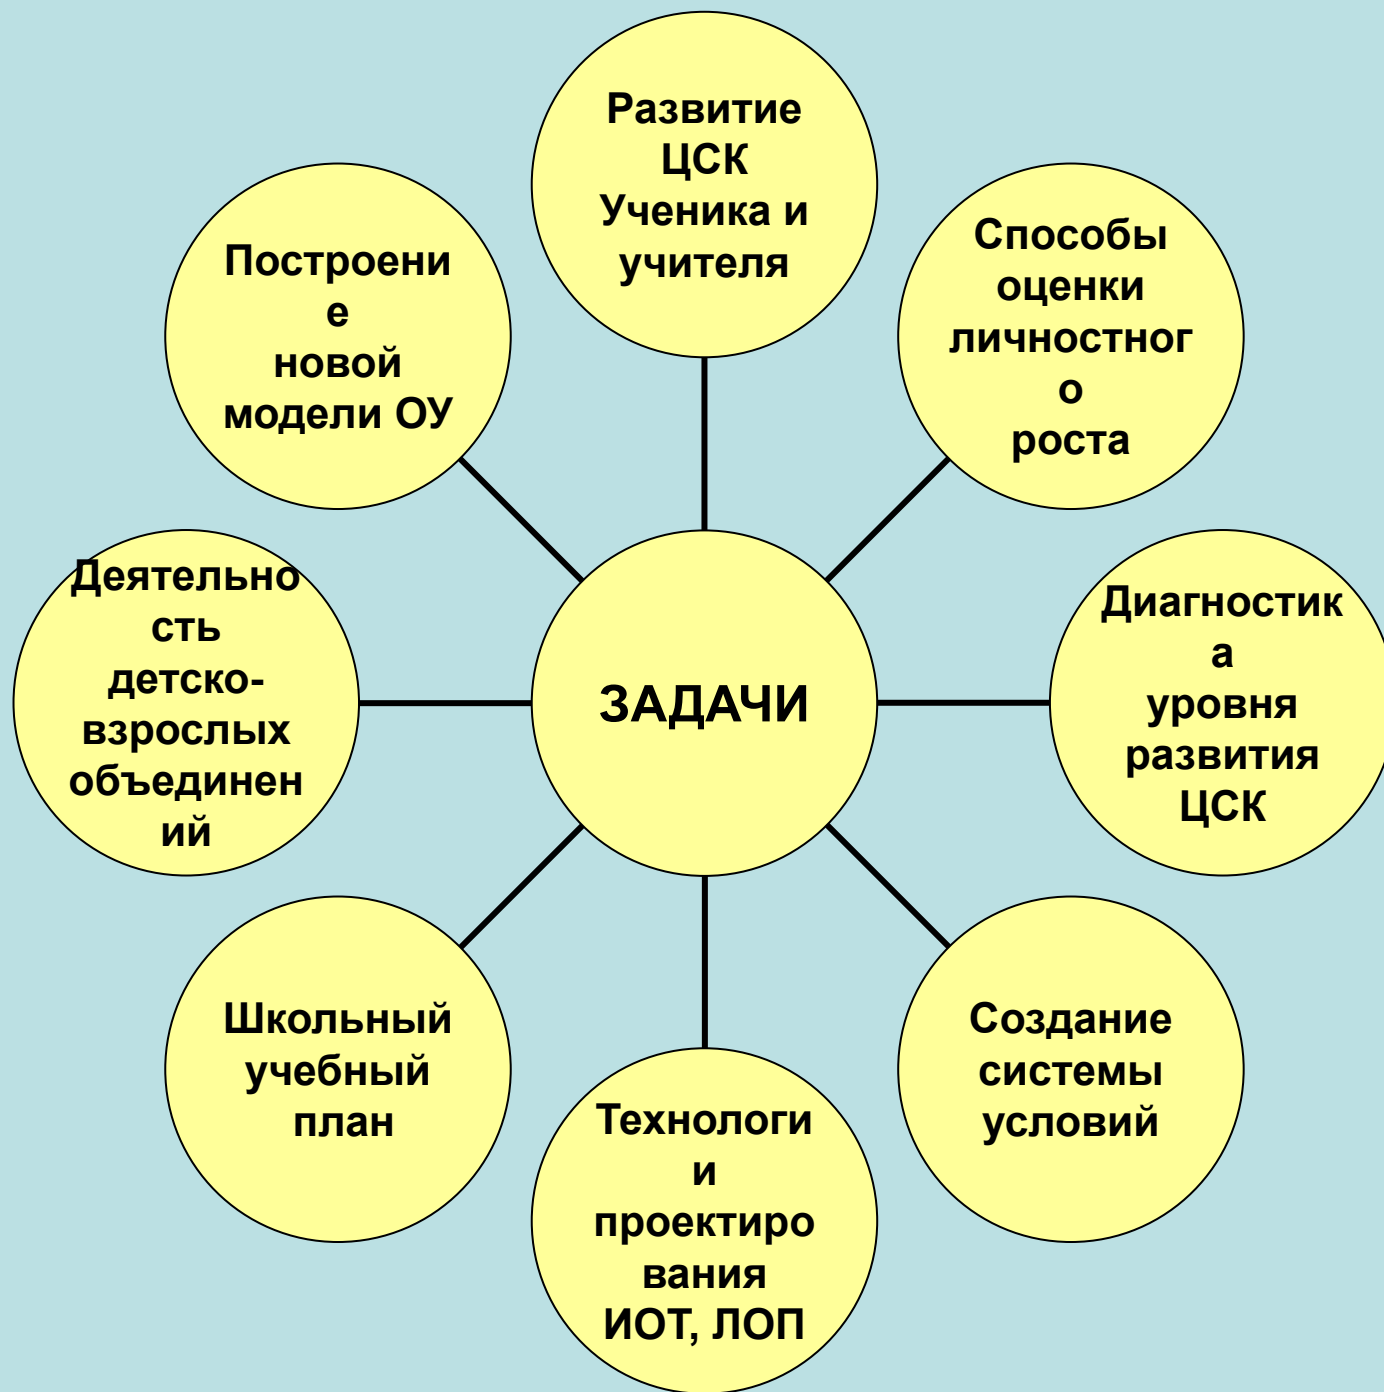 Развитие
ЦСК
Ученика и
учителя
Способы
оценки
личностног
о
роста
Диагностик
а
уровня
развития
ЦСК
Создание
системы
условий
Технологи
и
проектиро
вания
ИОТ, ЛОП
Школьный
учебный
план
Деятельно
сть
детско-
взрослых
объединен
ий
Построени
е
новой
модели ОУ
ЗАДАЧИ